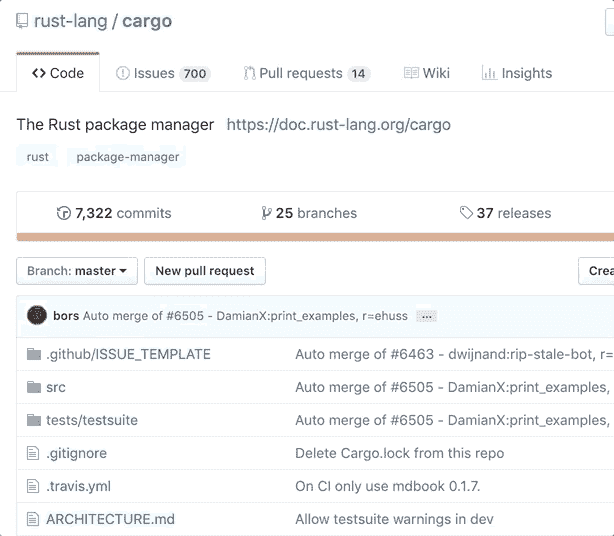 rust-lang / cargo
<> Code Issues 700 Pull requests 14 Wiki Insights
The Rust package manager https://doc.rust-lang.org/cargo
rust package-manager
7,322 commits 25 branches 37 releases
Branch: master New pull request Crea
bors Auto merge of #6505 - DamianX:print_examples, r=ehuss ...
.github/ISSUE_TEMPLATE Auto merge of #6463 - dwijnand:rip-stale-bot, r=
src Auto merge of #6505 - DamianX:print_examples,
tests/testsuite Auto merge of #6505 - DamianX:print_examples,
.gitignore Delete Cargo.lock from this repo
.travis.yml On CI only use mdbook 0.1.7.
ARCHITECTURE.md Allow testsuite warnings in dev